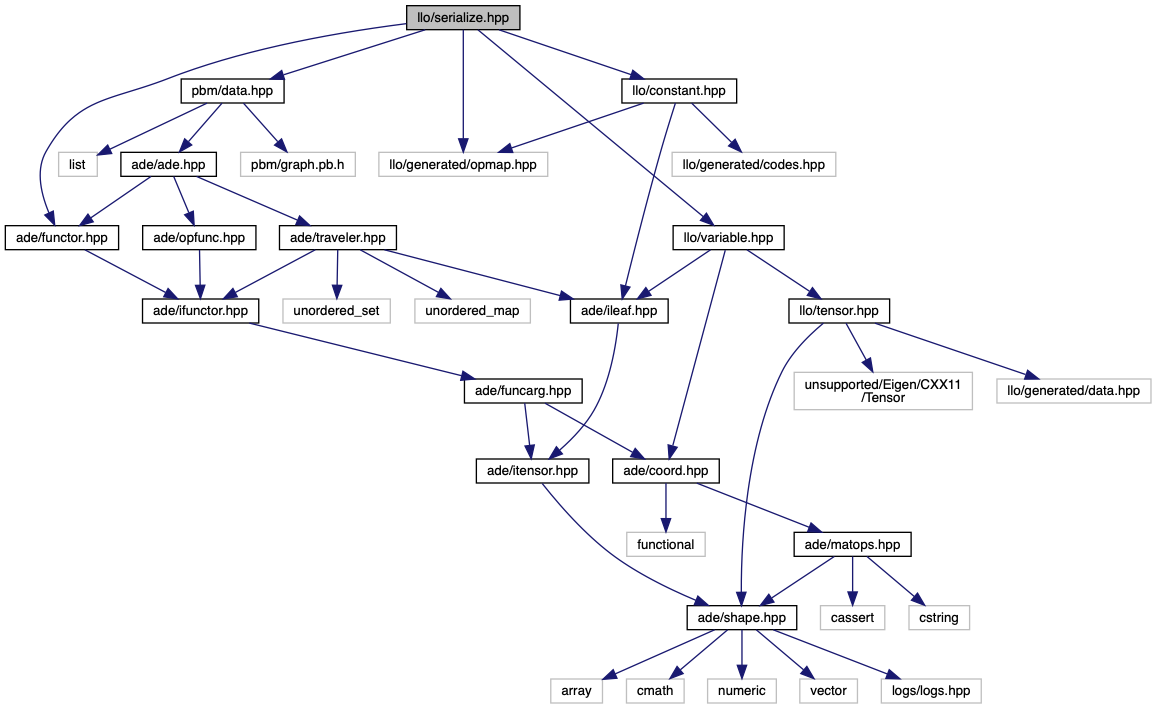 llo/serialize.hpp
pbm/data.hpp
llo/constant.hpp
list
ade/ade.hpp
pbm/graph.pb.h
llo/generated/opmap.hpp
llo/generated/codes.hpp
ade/functor.hpp
ade/opfunc.hpp
ade/traveler.hpp
llo/variable.hpp
ade/ifunctor.hpp
unordered_set
unordered_map
ade/ileaf.hpp
llo/tensor.hpp
ade/funcarg.hpp
unsupported/Eigen/CXX11
/Tensor
llo/generated/data.hpp
ade/itensor.hpp
ade/coord.hpp
functional
ade/matops.hpp
ade/shape.hpp
cassert
cstring
array
cmath
numeric
vector
logs/logs.hpp